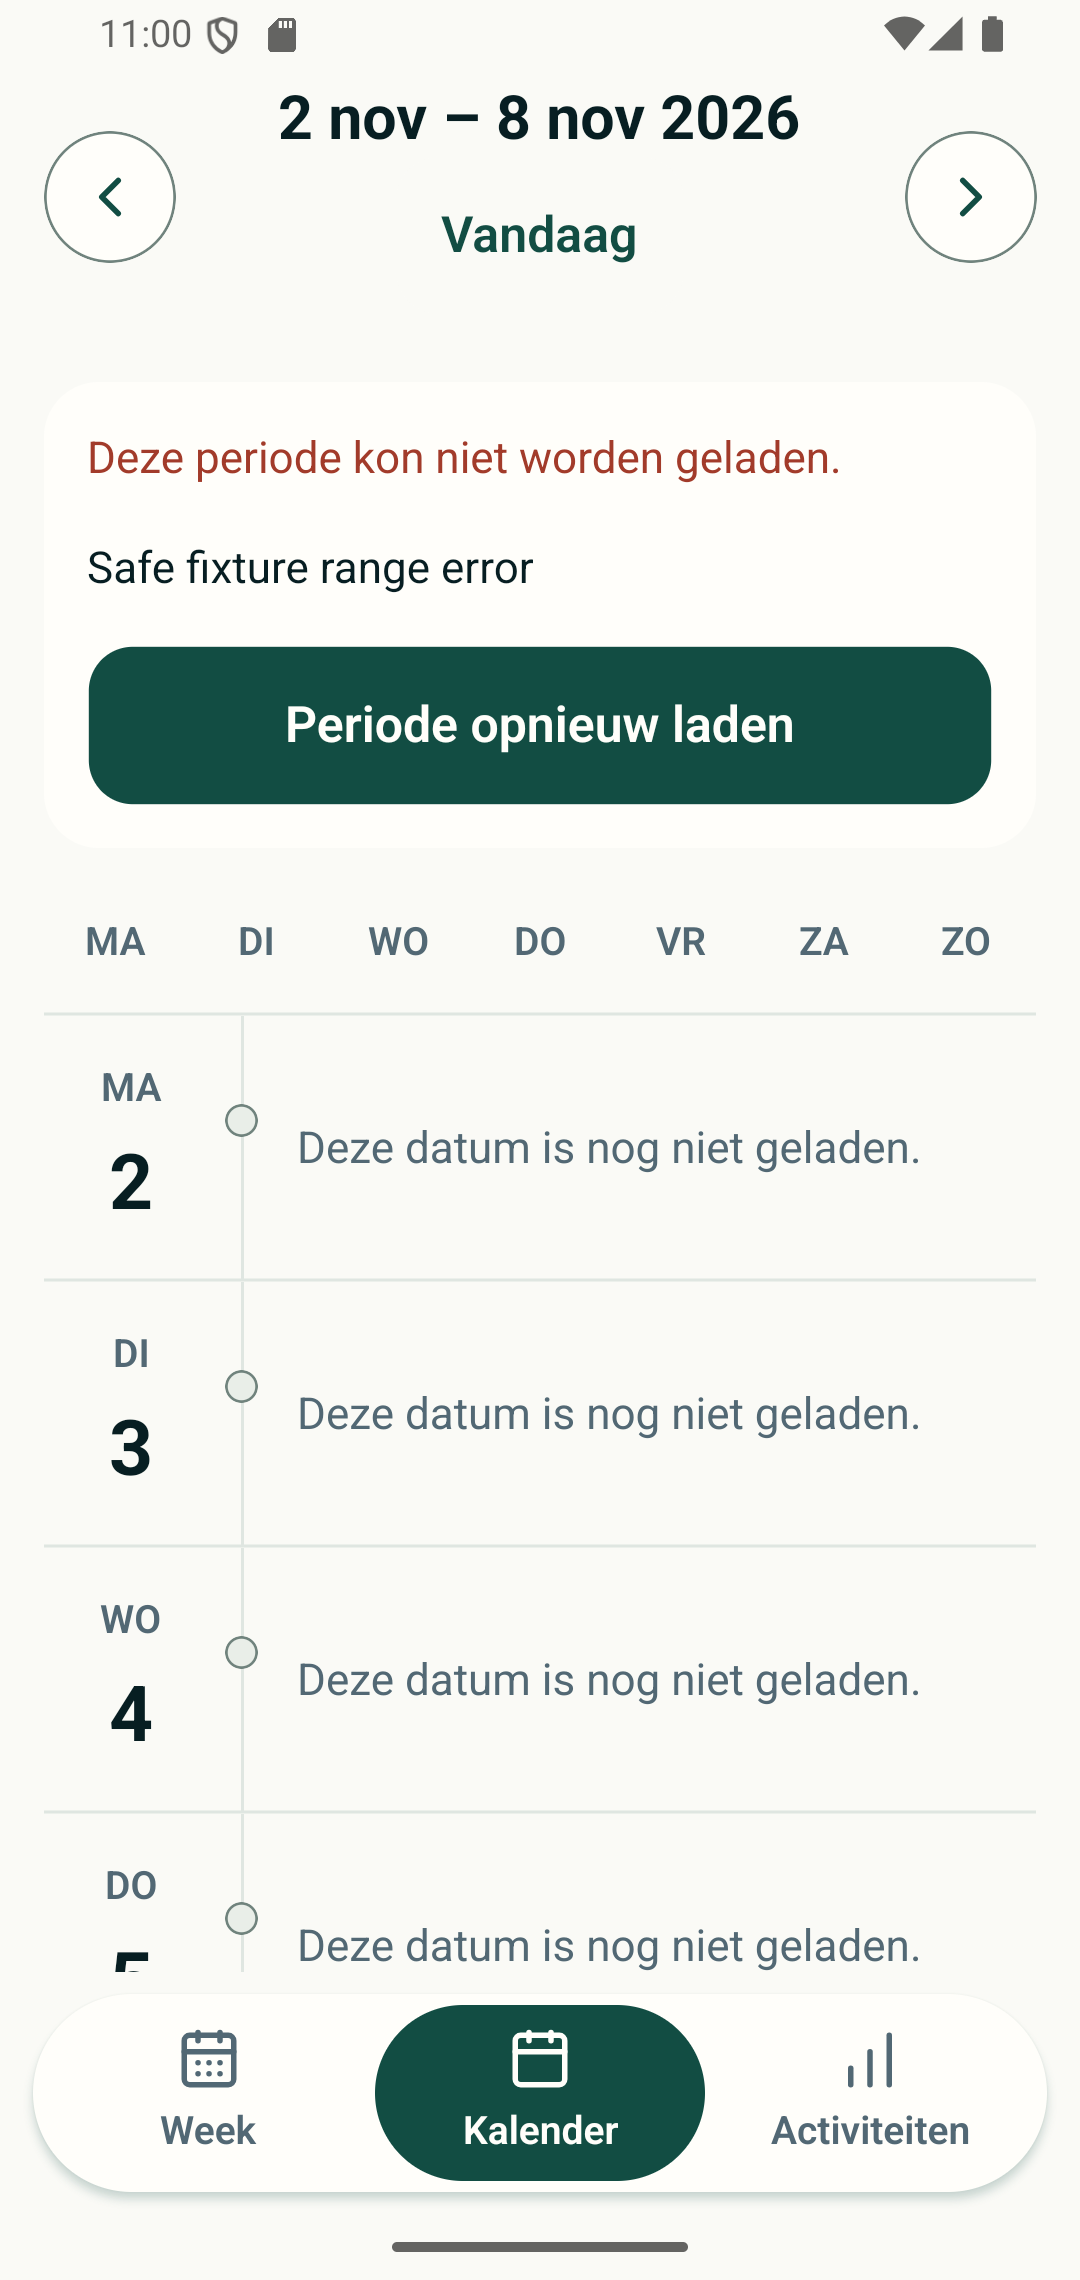 11:00
2 nov – 8 nov 2026
Vandaag
Deze periode kon niet worden geladen.
Safe fixture range error
Periode opnieuw laden
MA DI WO DO VR ZA ZO
MA
2
Deze datum is nog niet geladen.
DI
3
Deze datum is nog niet geladen.
WO
4
Deze datum is nog niet geladen.
DO
5
Deze datum is nog niet geladen.
Week
Kalender
Activiteiten